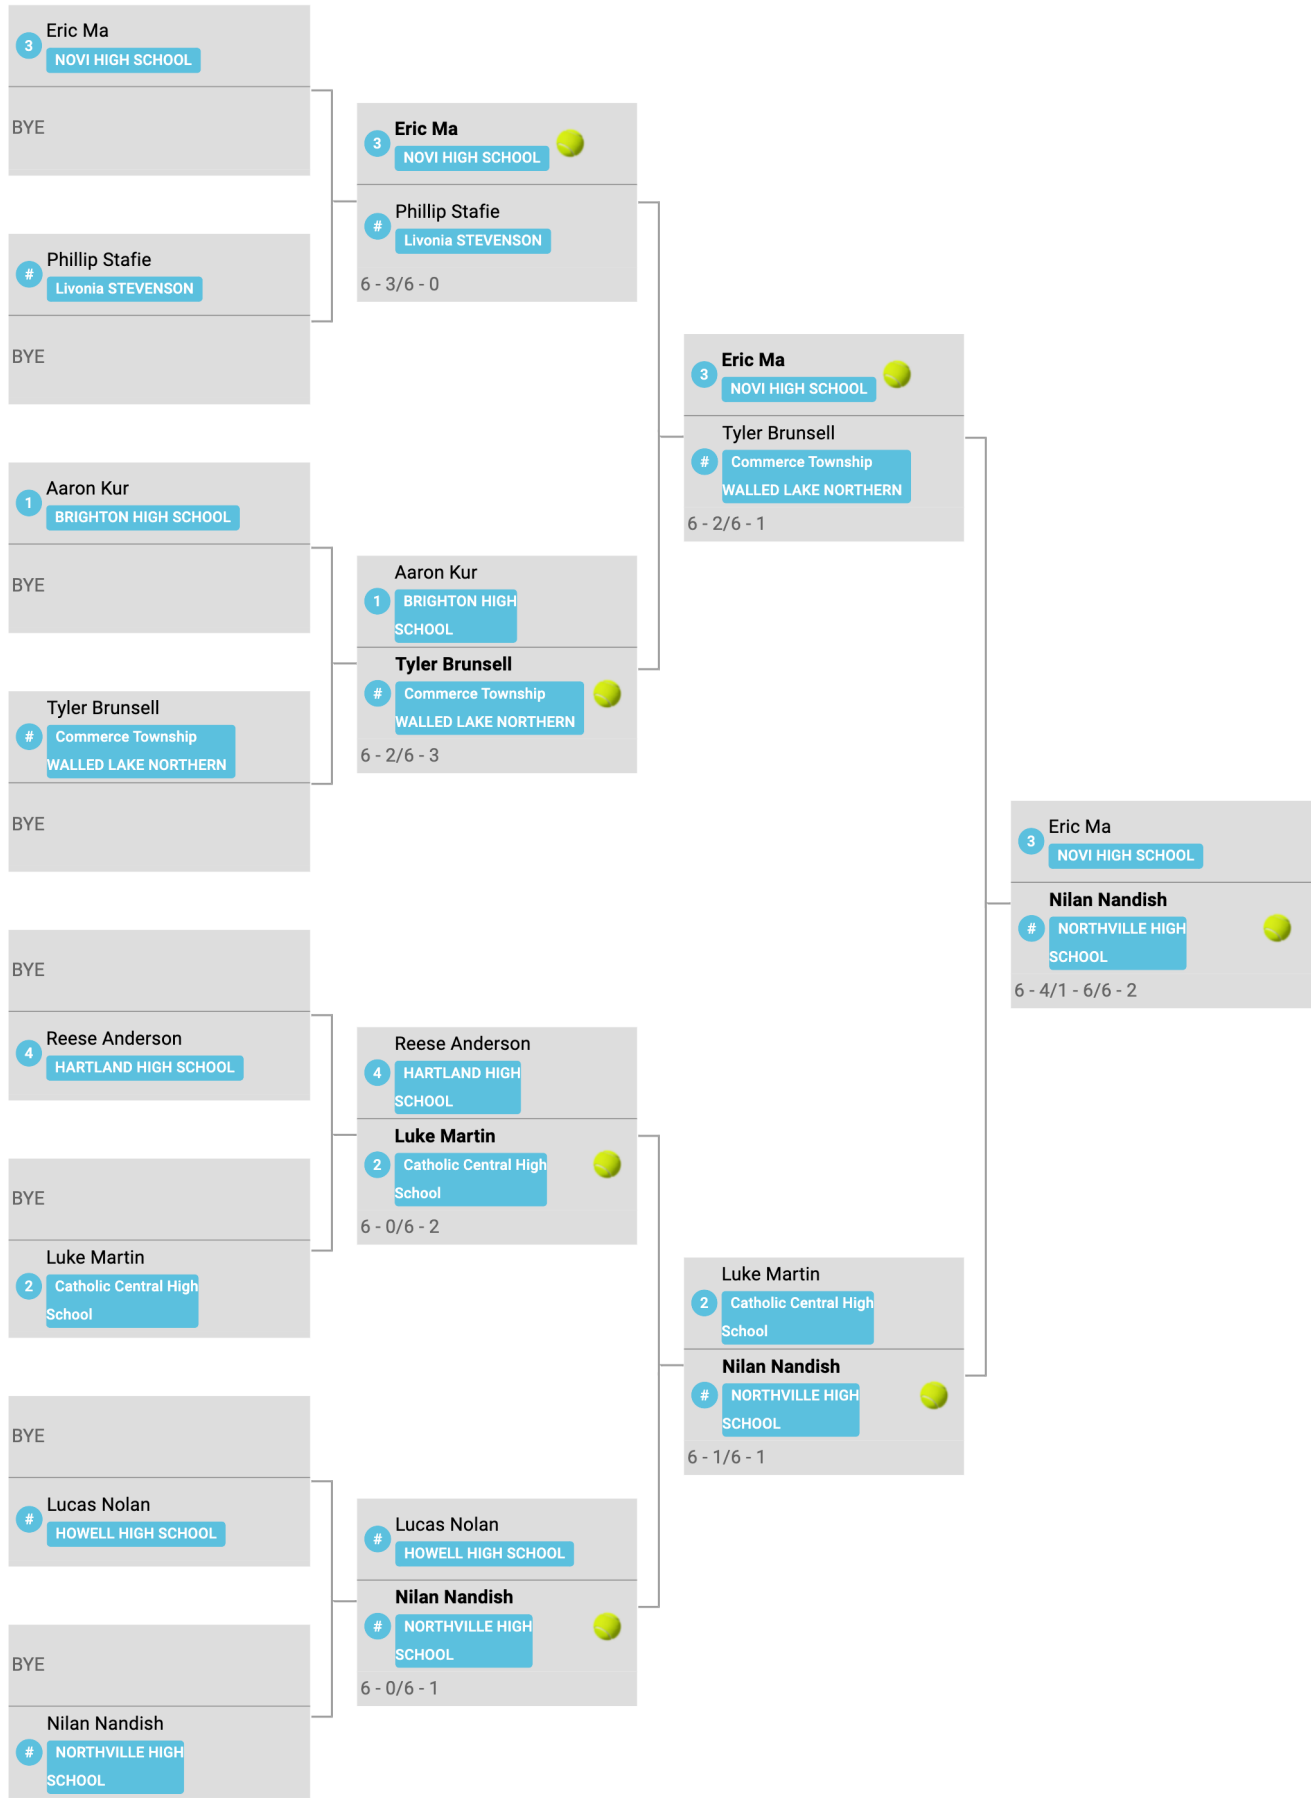 3
Eric Ma
NOVI HIGH SCHOOL
BYE
#
Phillip Stafie
Livonia STEVENSON
BYE
1
Aaron Kur
BRIGHTON HIGH SCHOOL
BYE
#
Tyler Brunsell
Commerce Township
WALLED LAKE NORTHERN
BYE
BYE
4
Reese Anderson
HARTLAND HIGH SCHOOL
BYE
2
Luke Martin
Catholic Central High
School
BYE
#
Lucas Nolan
HOWELL HIGH SCHOOL
BYE
#
Nilan Nandish
NORTHVILLE HIGH
SCHOOL
3
Eric Ma
NOVI HIGH SCHOOL
#
Phillip Stafie
Livonia STEVENSON
6 - 3/6 - 0
1
Aaron Kur
BRIGHTON HIGH
SCHOOL
#
Tyler Brunsell
Commerce Township
WALLED LAKE NORTHERN
6 - 2/6 - 3
4
Reese Anderson
HARTLAND HIGH
SCHOOL
2
Luke Martin
Catholic Central High
School
6 - 0/6 - 2
#
Lucas Nolan
HOWELL HIGH SCHOOL
#
Nilan Nandish
NORTHVILLE HIGH
SCHOOL
6 - 0/6 - 1
3
Eric Ma
NOVI HIGH SCHOOL
#
Tyler Brunsell
Commerce Township
WALLED LAKE NORTHERN
6 - 2/6 - 1
2
Luke Martin
Catholic Central High
School
#
Nilan Nandish
NORTHVILLE HIGH
SCHOOL
6 - 1/6 - 1
3
Eric Ma
NOVI HIGH SCHOOL
#
Nilan Nandish
NORTHVILLE HIGH
SCHOOL
6 - 4/1 - 6/6 - 2